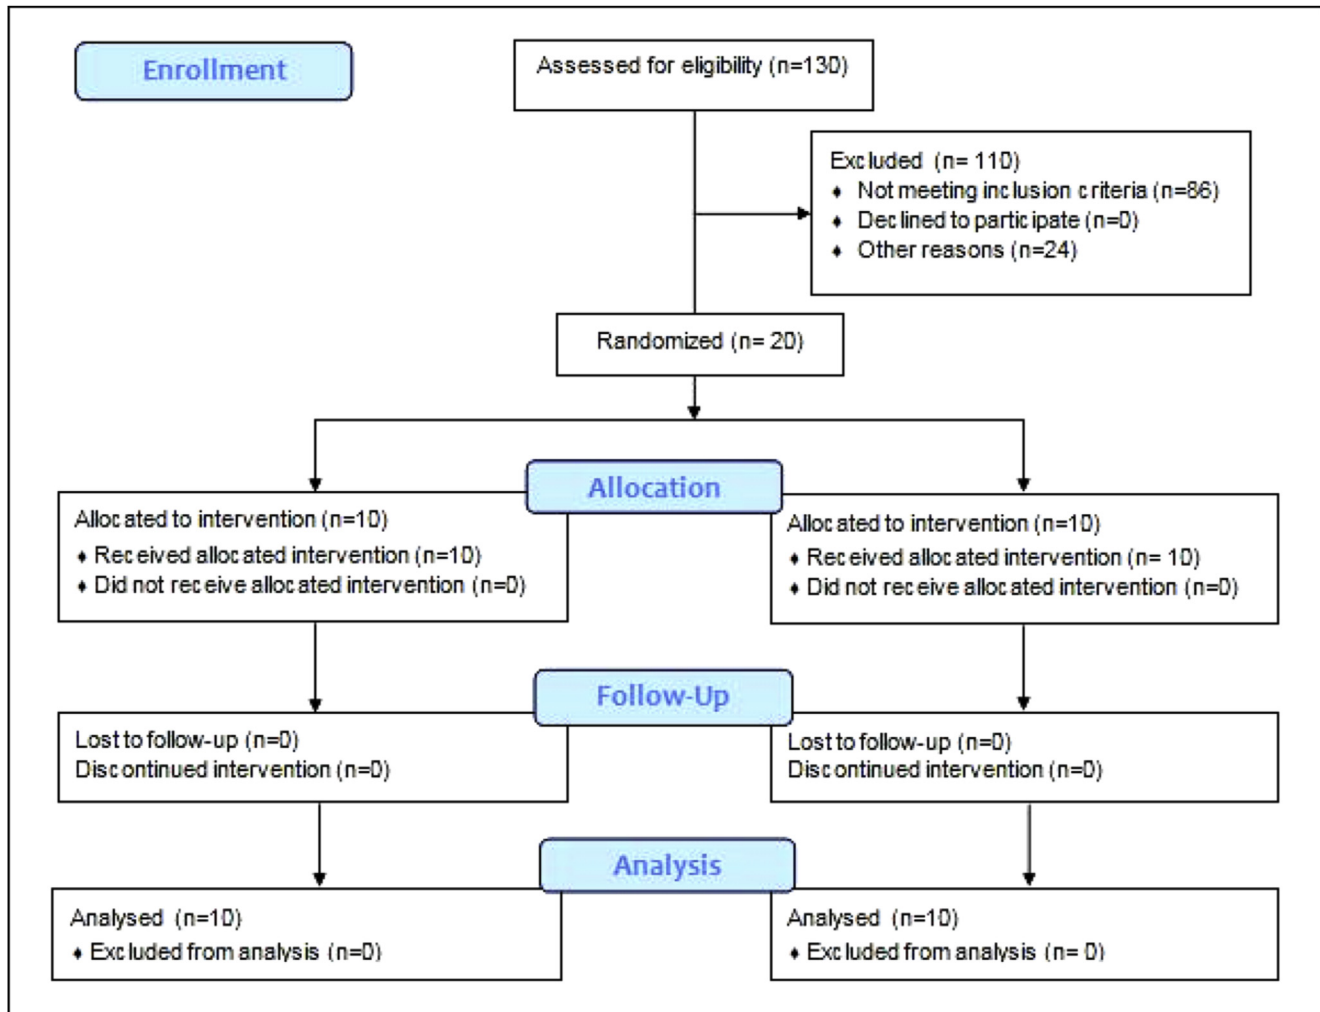 Enrollment
Assessed for eligibility (n=130)
Excluded (n= 110)
♦ Not meeting inclusion criteria (n=86)
♦ Declined to participate (n=0)
♦ Other reasons (n=24)
Randomized (n= 20)
Allocation
Allocated to intervention (n=10)
♦ Received allocated intervention (n=10)
♦ Did not receive allocated intervention (n=0)
Allocated to intervention (n=10)
♦ Received allocated intervention (n= 10)
♦ Did not receive allocated intervention (n=0)
Follow-Up
Lost to follow-up (n=0)
Discontinued intervention (n=0)
Lost to follow-up (n=0)
Discontinued intervention (n=0)
Analysis
Analysed (n=10)
♦ Excluded from analysis (n=0)
Analysed (n=10)
♦ Excluded from analysis (n= 0)